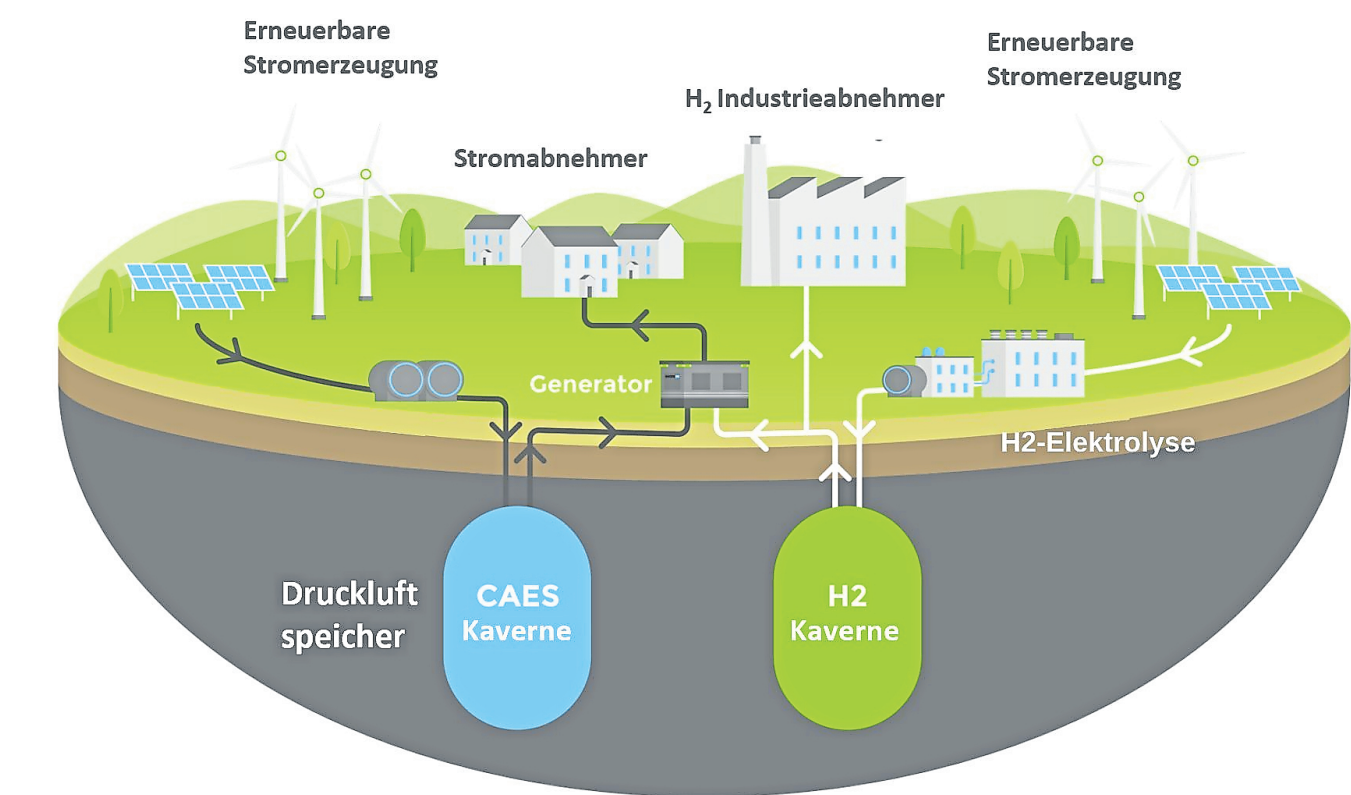 Erneuerbare
Stromerzeugung
Erneuerbare
Stromerzeugung
H₂ Industrieabnehmer
Stromabnehmer
Generator
H2-Elektrolyse
Druckluft
speicher
CAES
Kaverne
H2
Kaverne